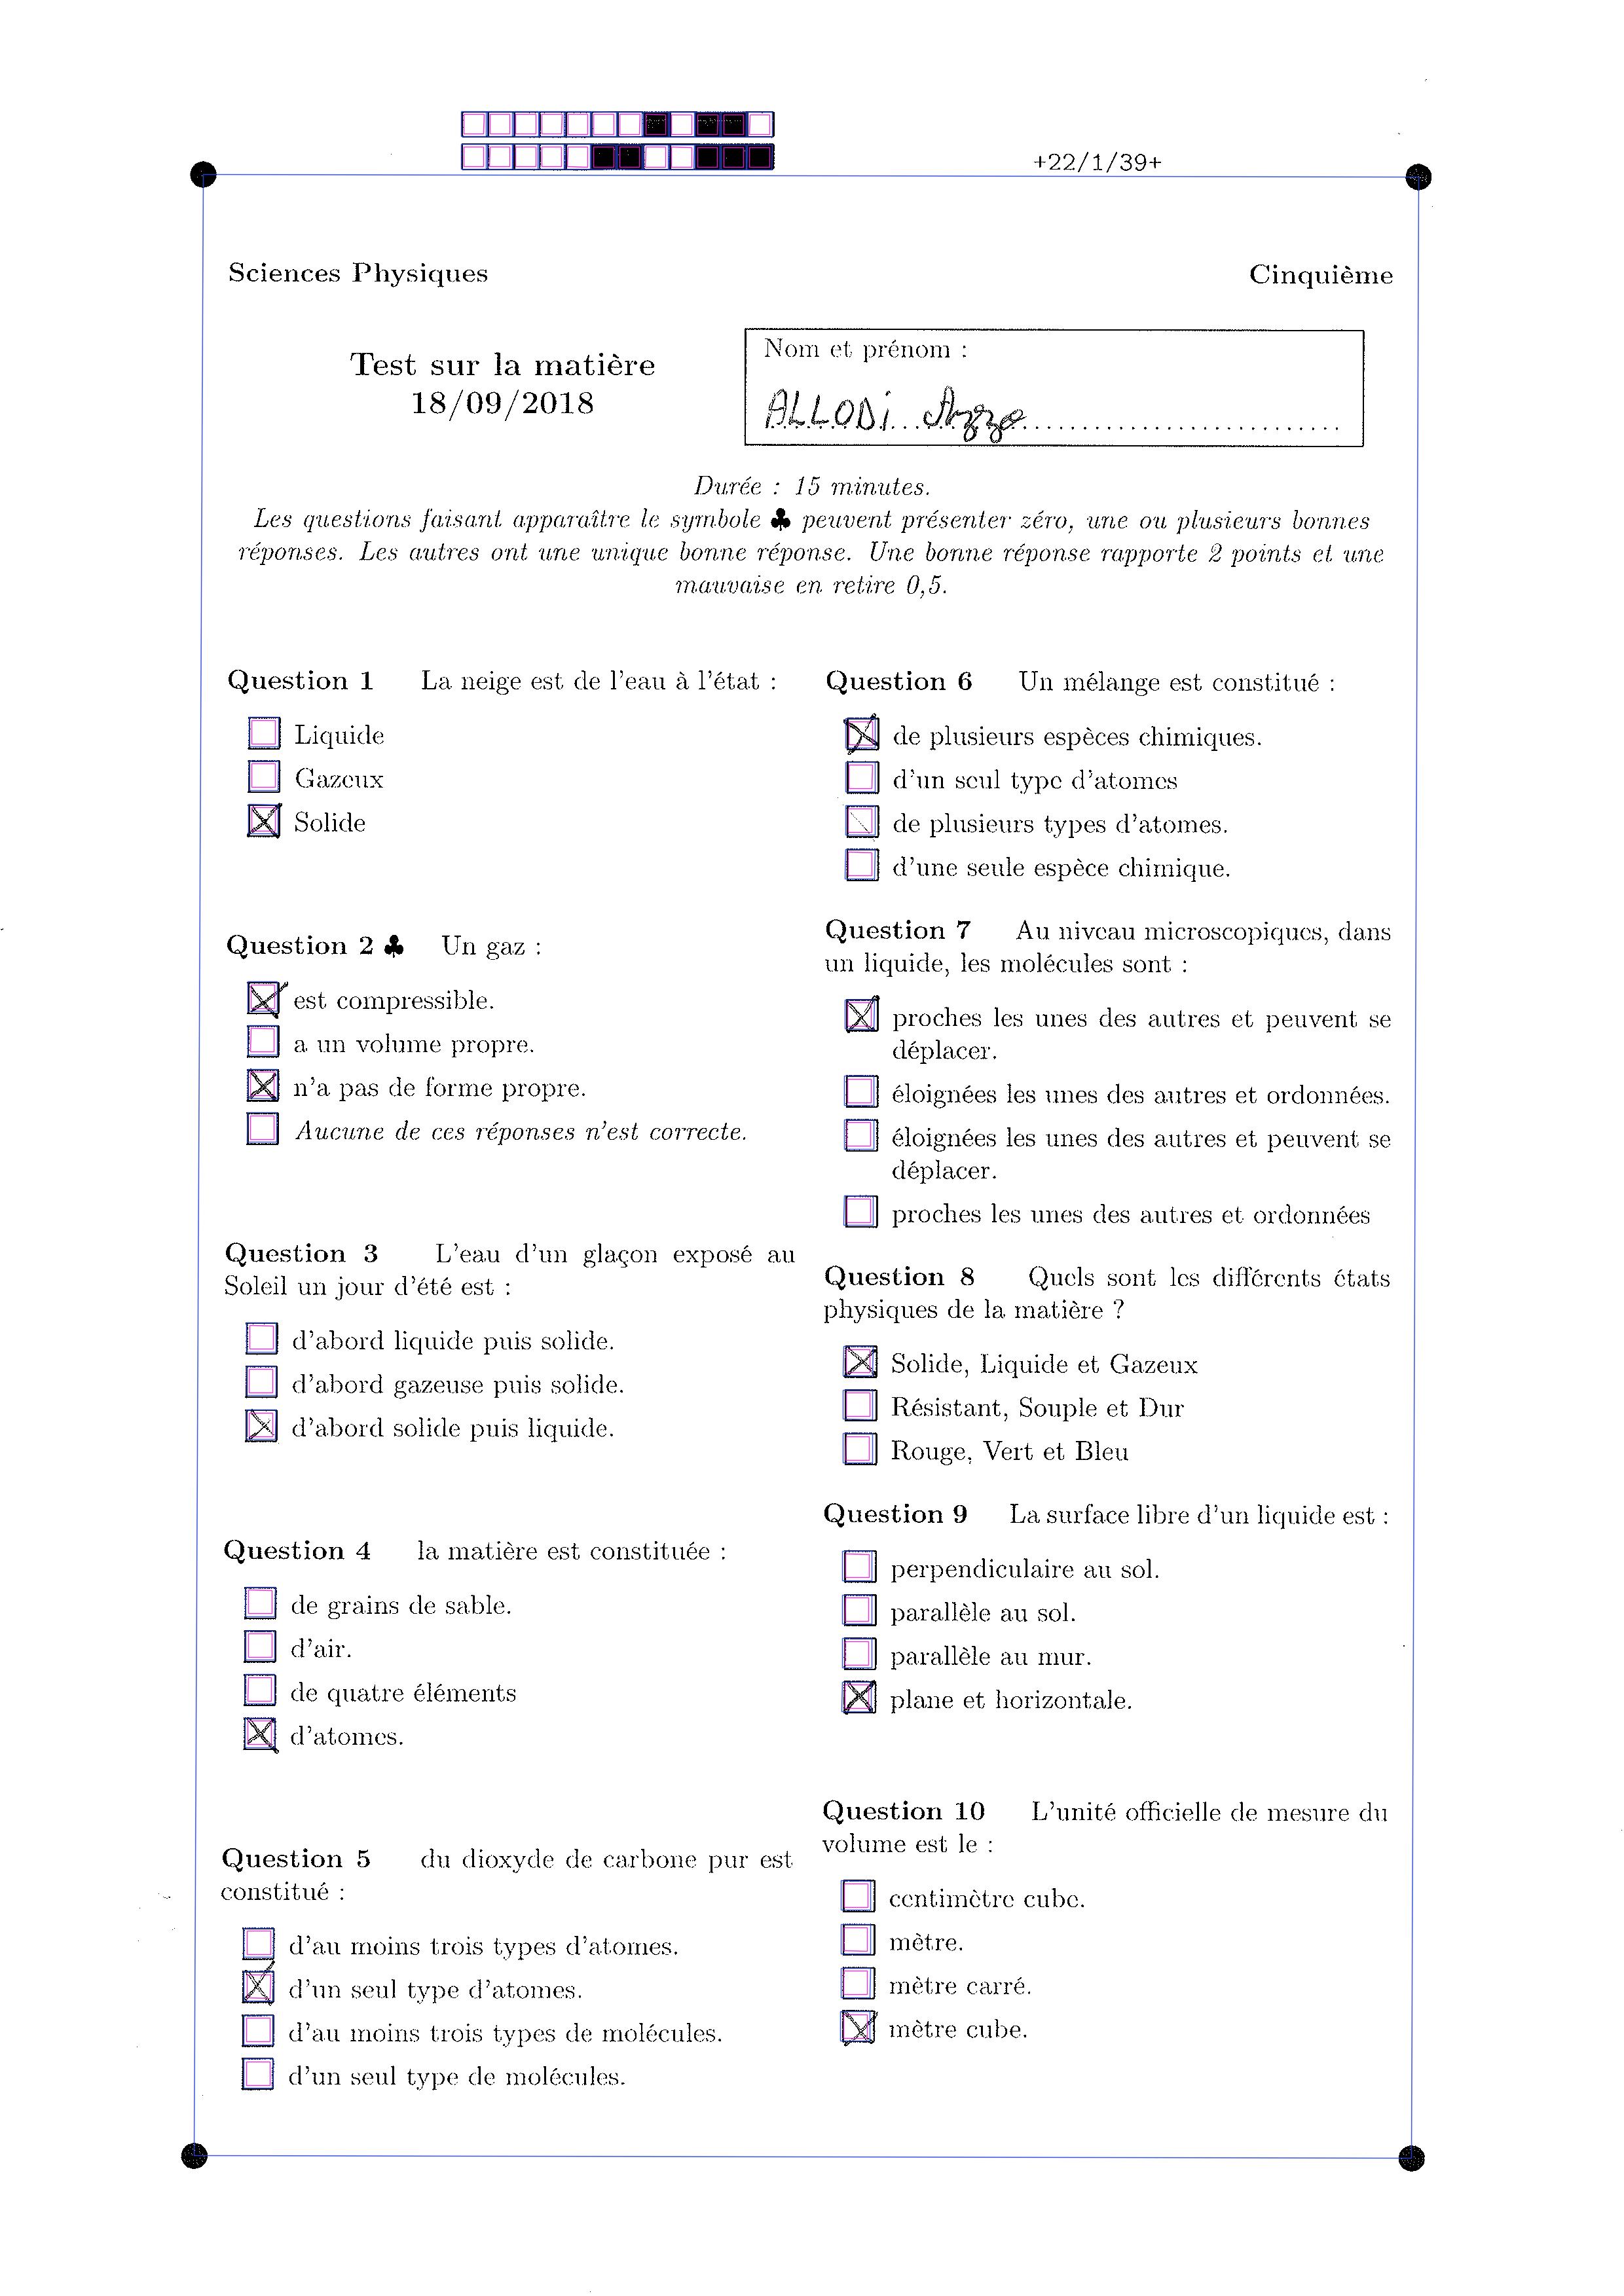 +22/1/39+
Sciences Physiques
Cinquième
Test sur la matière
18/09/2018
Nom et prénom :
ALLODi
Durée : 15 minutes.
Les questions faisant apparaître le symbole ♣ peuvent présenter zéro, une ou plusieurs bonnes
réponses. Les autres ont une unique bonne réponse. Une bonne réponse rapporte 2 points et une
mauvaise en retire 0,5.
Question 1 La neige est de l'eau à l'état :
Liquide
Gazeux
Solide
Question 2 ♣ Un gaz :
est compressible.
a un volume propre.
n'a pas de forme propre.
Aucune de ces réponses n'est correcte.
Question 3 L'eau d'un glaçon exposé au
Soleil un jour d'été est :
d'abord liquide puis solide.
d'abord gazeuse puis solide.
d'abord solide puis liquide.
Question 4 la matière est constituée :
de grains de sable.
d'air.
de quatre éléments
d'atomes.
Question 5 du dioxyde de carbone pur est
constitué :
d'au moins trois types d'atomes.
d'un seul type d'atomes.
d'au moins trois types de molécules.
d'un seul type de molécules.
Question 6 Un mélange est constitué :
de plusieurs espèces chimiques.
d'un seul type d'atomes
de plusieurs types d'atomes.
d'une seule espèce chimique.
Question 7 Au niveau microscopiques, dans
un liquide, les molécules sont :
proches les unes des autres et peuvent se
déplacer.
éloignées les unes des autres et ordonnées.
éloignées les unes des autres et peuvent se
déplacer.
proches les unes des autres et ordonnées
Question 8 Quels sont les différents états
physiques de la matière ?
Solide, Liquide et Gazeux
Résistant, Souple et Dur
Rouge, Vert et Bleu
Question 9 La surface libre d'un liquide est :
perpendiculaire au sol.
parallèle au sol.
parallèle au mur.
plane et horizontale.
Question 10 L'unité officielle de mesure du
volume est le :
centimètre cube.
mètre.
mètre carré.
mètre cube.